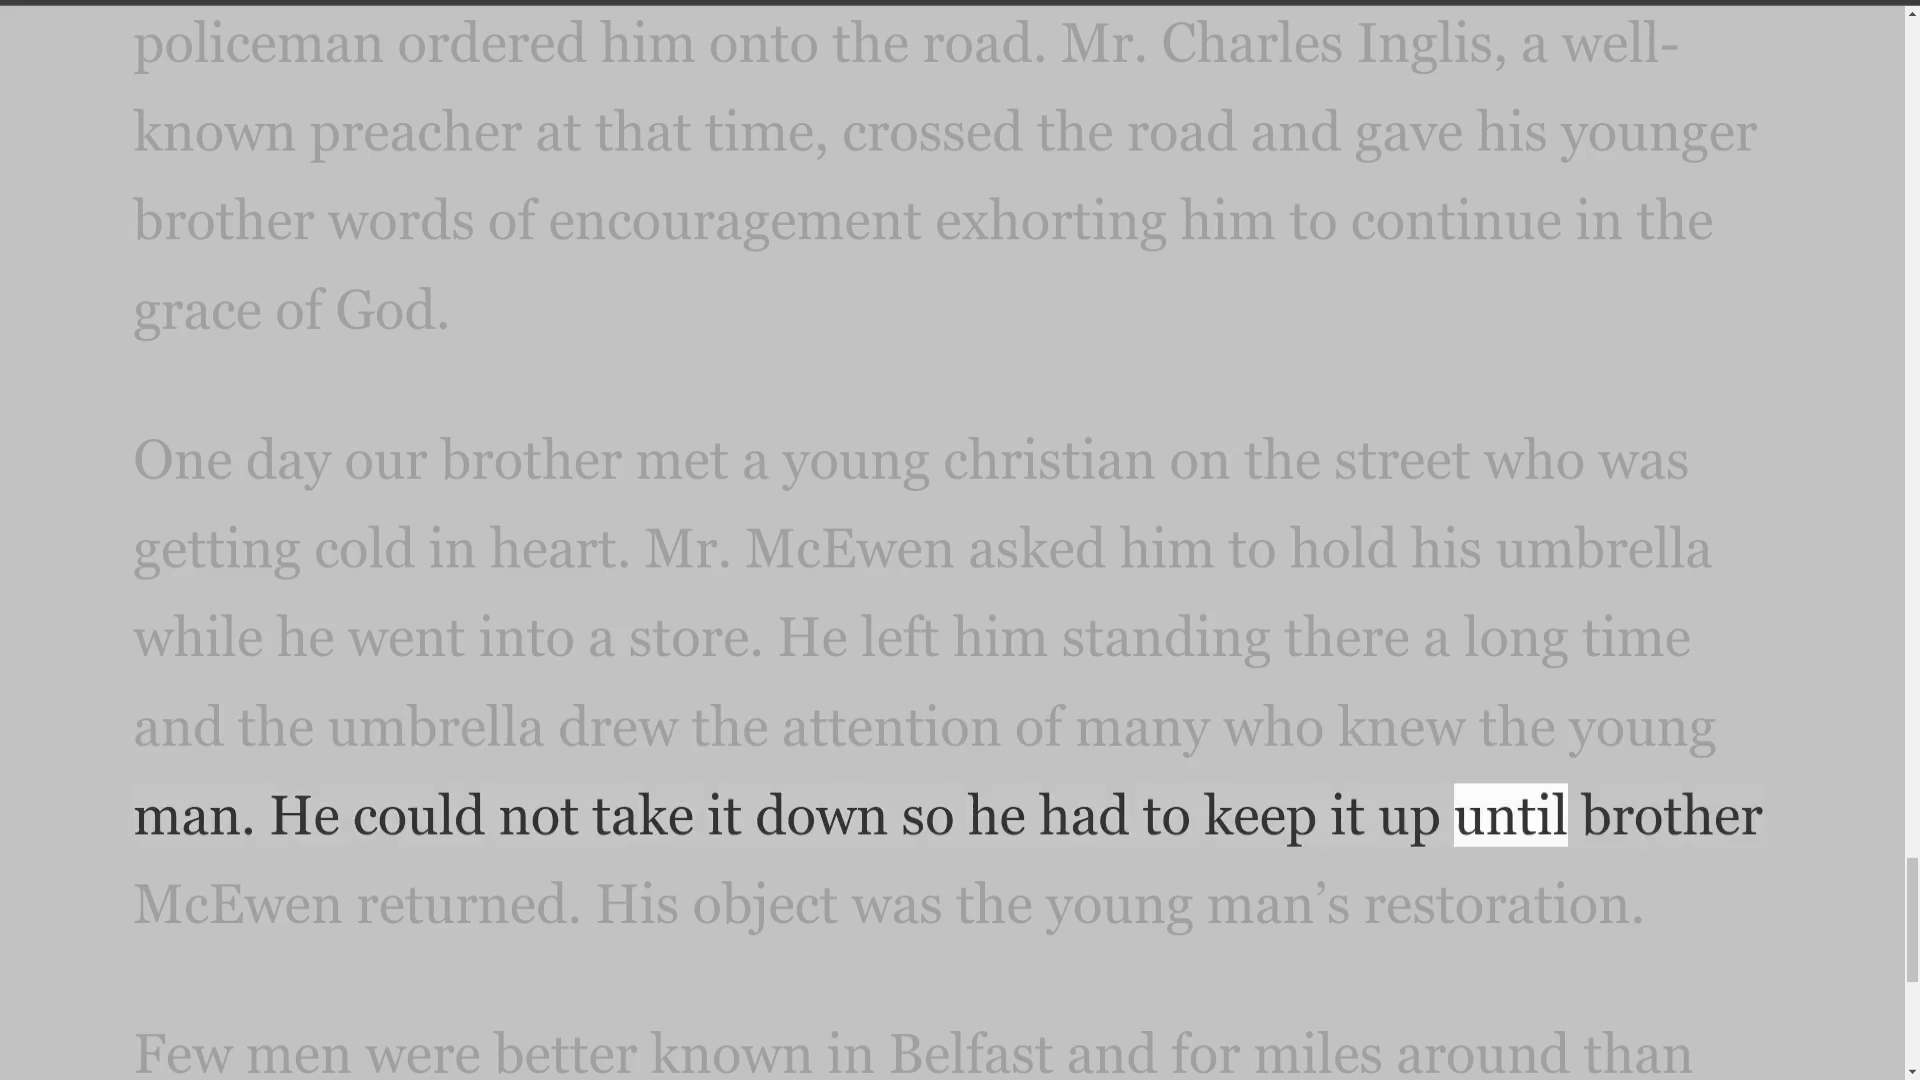 policeman ordered him onto the road. Mr. Charles Inglis, a well-
known preacher at that time, crossed the road and gave his younger
brother words of encouragement exhorting him to continue in the
grace of God.
One day our brother met a young christian on the street who was
getting cold in heart. Mr. McEwen asked him to hold his umbrella
while he went into a store. He left him standing there a long time
and the umbrella drew the attention of many who knew the young
man. He could not take it down so he had to keep it up until brother
McEwen returned. His object was the young man’s restoration.
Few men were better known in Belfast and for miles around than